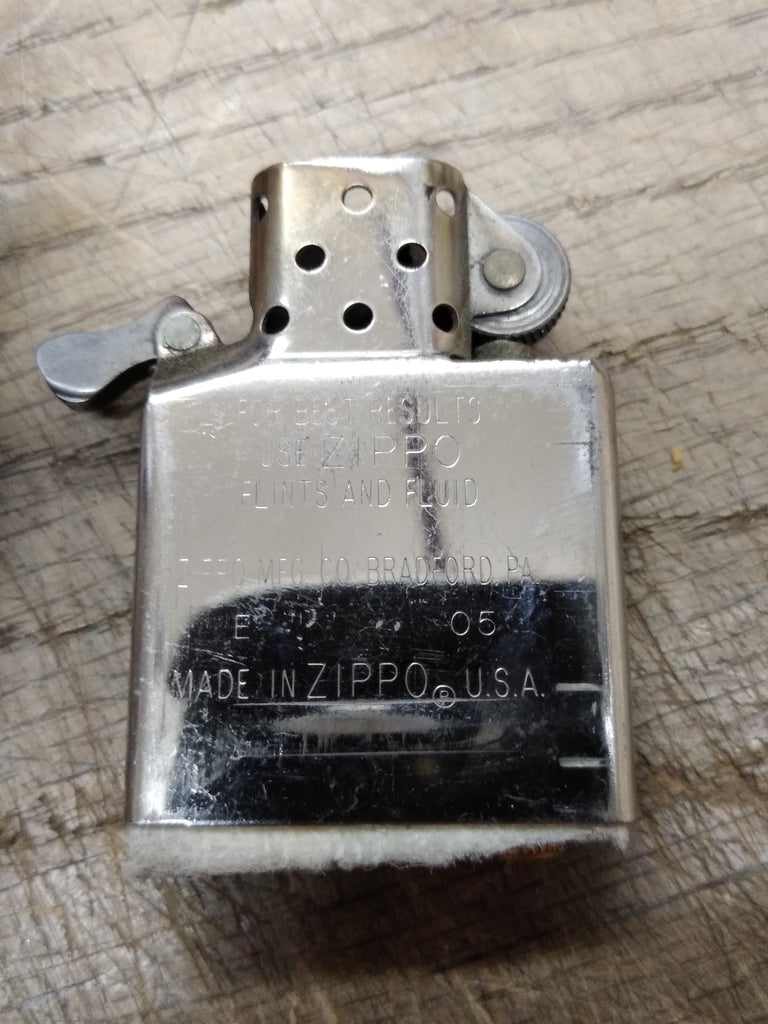 FOR BEST RESULTS
USE ZIPPO
FLINTS AND FLUID
ZIPPO MFG. CO. BRADFORD, PA.
E 05
MADE IN ZIPPO® U.S.A.